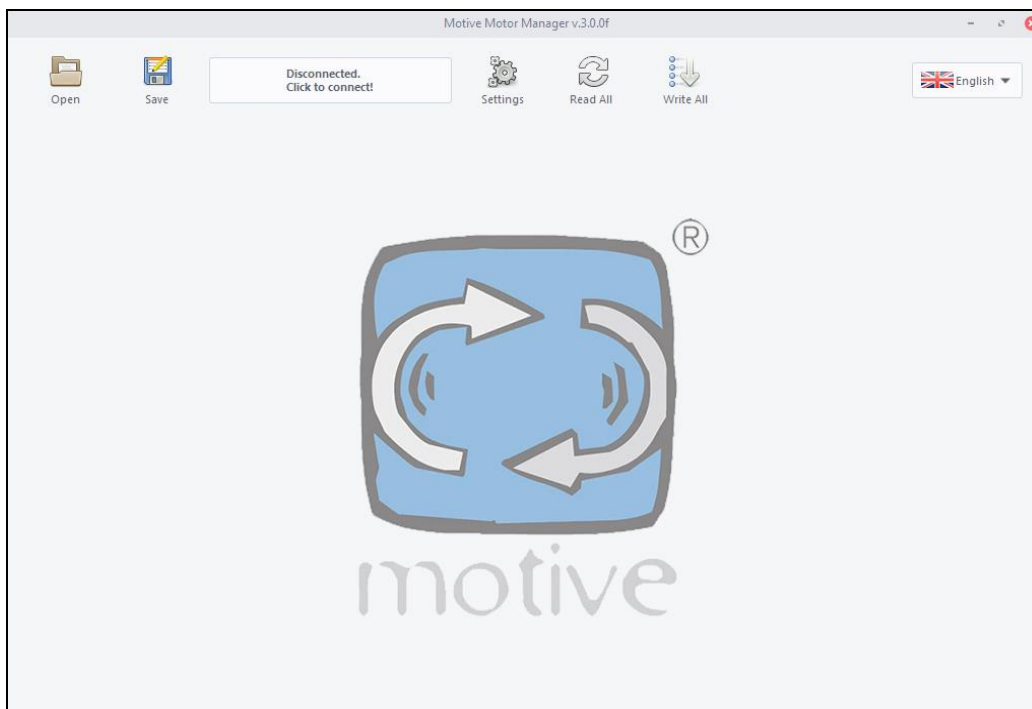 Motive Motor Manager v.3.0.0f
Open
Save
Disconnected.
Click to connect!
Settings
Read All
Write All
English
®
motive